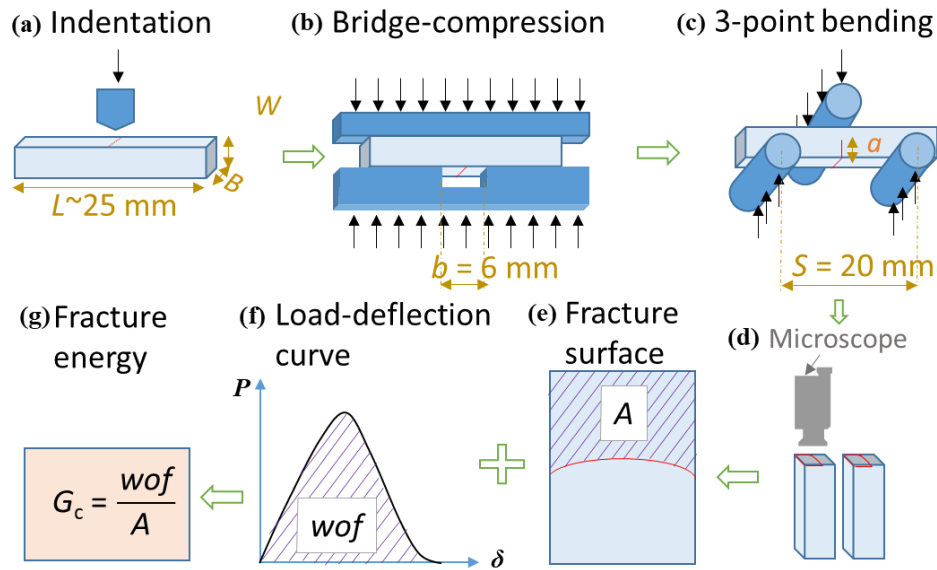 (a) Indentation
W
B
L~25 mm
(b) Bridge-compression
b = 6 mm
(c) 3-point bending
a
S = 20 mm
(d)
Microscope
(e) Fracture
surface
A
(f) Load-deflection
curve
P
wof
δ
(g) Fracture
energy
Gc = wof
A